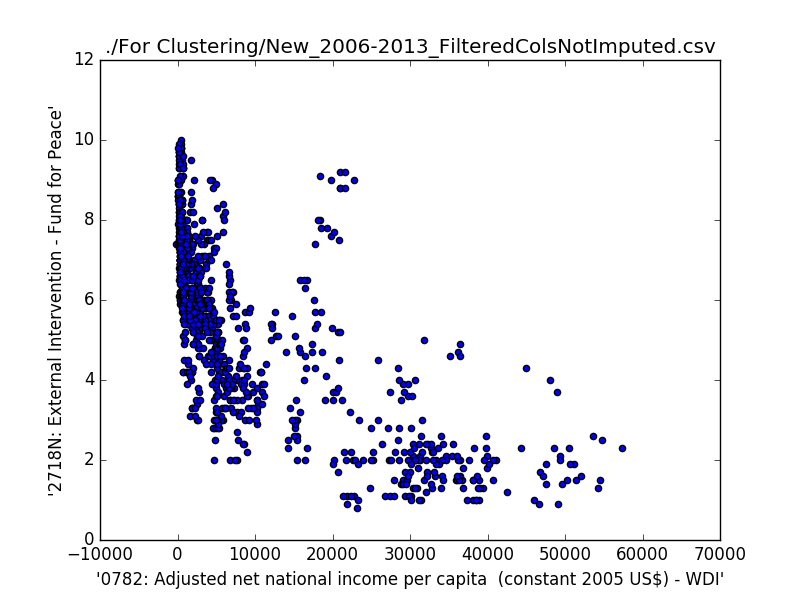 ./For Clustering/New_2006-2013_FilteredColsNotImputed.csv
12
10
8
6
4
2
0
'2718N: External Intervention - Fund for Peace'
−10000 0 10000 20000 30000 40000 50000 60000 70000
'0782: Adjusted net national income per capita  (constant 2005 US$) - WDI'